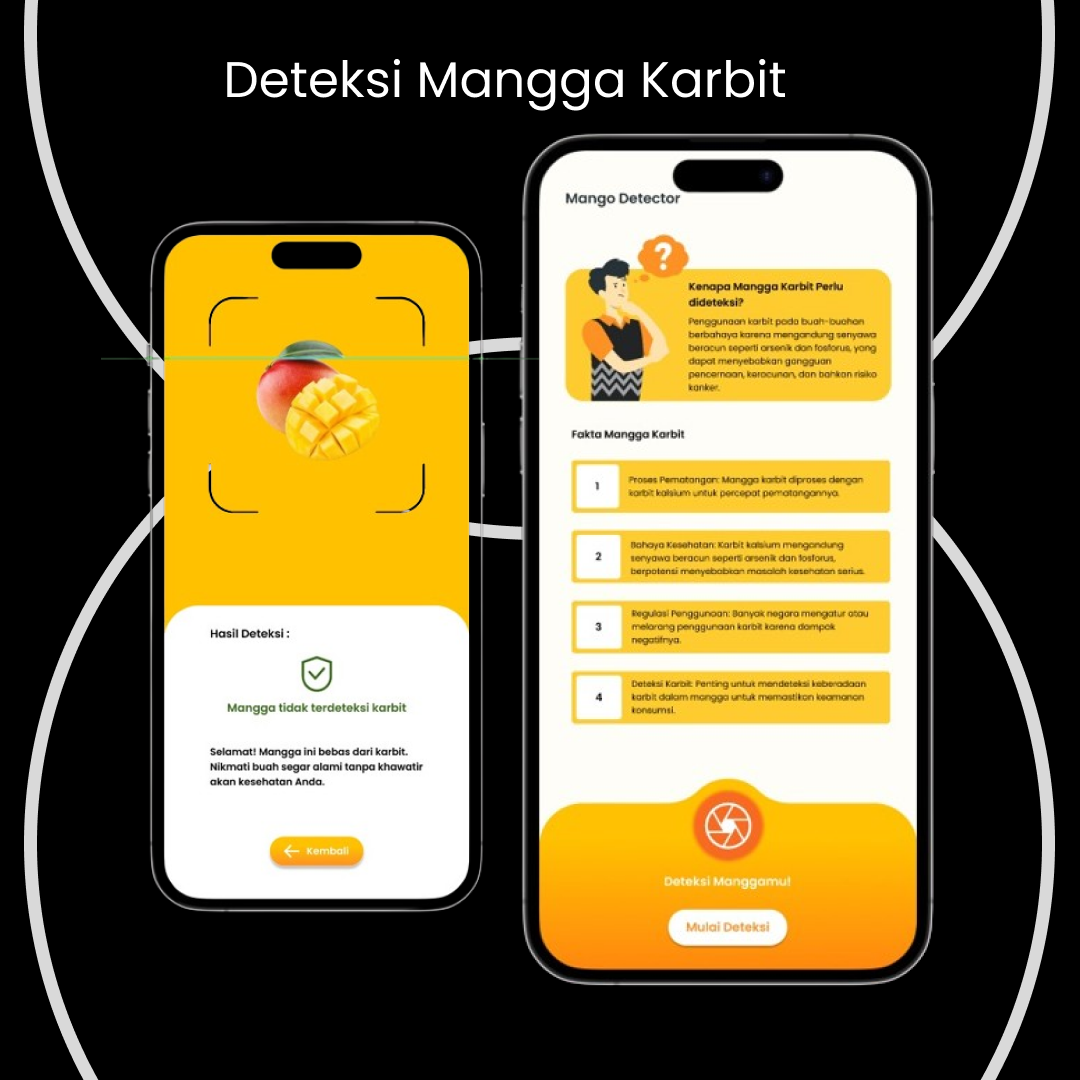 Deteksi Mangga Karbit
Hasil Deteksi :
Mangga tidak terdeteksi karbit
Selamat! Mangga ini bebas dari karbit.
Nikmati buah segar alami tanpa khawatir
akan kesehatan Anda.
Kembali
Mango Detector
?
Kenapa Mangga Karbit Perlu
dideteksi?
Penggunaan karbit pada buah-buahan
berbahaya karena mengandung senyawa
beracun seperti arsenik dan fosforus, yang
dapat menyebabkan gangguan
pencernaan, keracunan, dan bahkan risiko
kanker.
Fakta Mangga Karbit
1
Proses Pematangan: Mangga karbit diproses dengan
karbit kalsium untuk percepat pematangannya.
2
Bahaya Kesehatan: Karbit kalsium mengandung
senyawa beracun seperti arsenik dan fosforus,
berpotensi menyebabkan masalah kesehatan serius.
3
Regulasi Penggunaan: Banyak negara mengatur atau
melarang penggunaan karbit karena dampak
negatifnya.
4
Deteksi Karbit: Penting untuk mendeteksi keberadaan
karbit dalam mangga untuk memastikan keamanan
konsumsi.
Deteksi Manggamu!
Mulai Deteksi